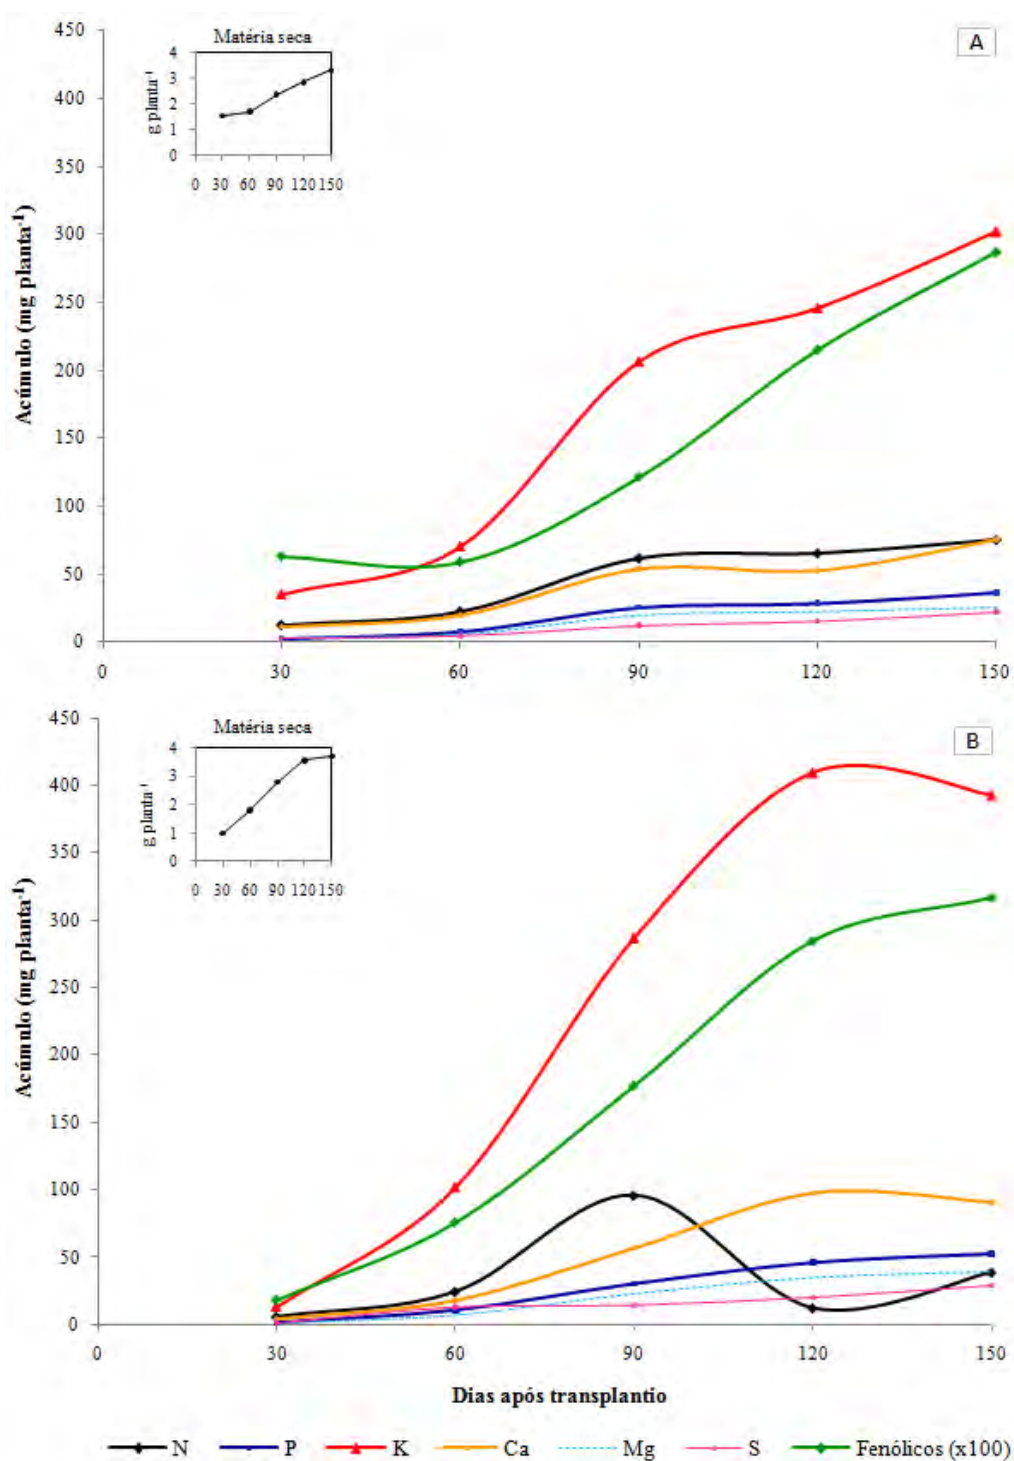 450
A
Matéria seca
4
3
2
1
0
g planta⁻¹
0 30 60 90 120 150
400
350
300
250
200
150
100
50
0
Acúmulo (mg planta⁻¹)
0 30 60 90 120 150
450
B
Matéria seca
4
3
2
1
0
g planta⁻¹
0 30 60 90 120 150
400
350
300
250
200
150
100
50
0
Acúmulo (mg planta⁻¹)
0 30 60 90 120 150
Dias após transplantio
N P K Ca Mg S Fenólicos (x100)